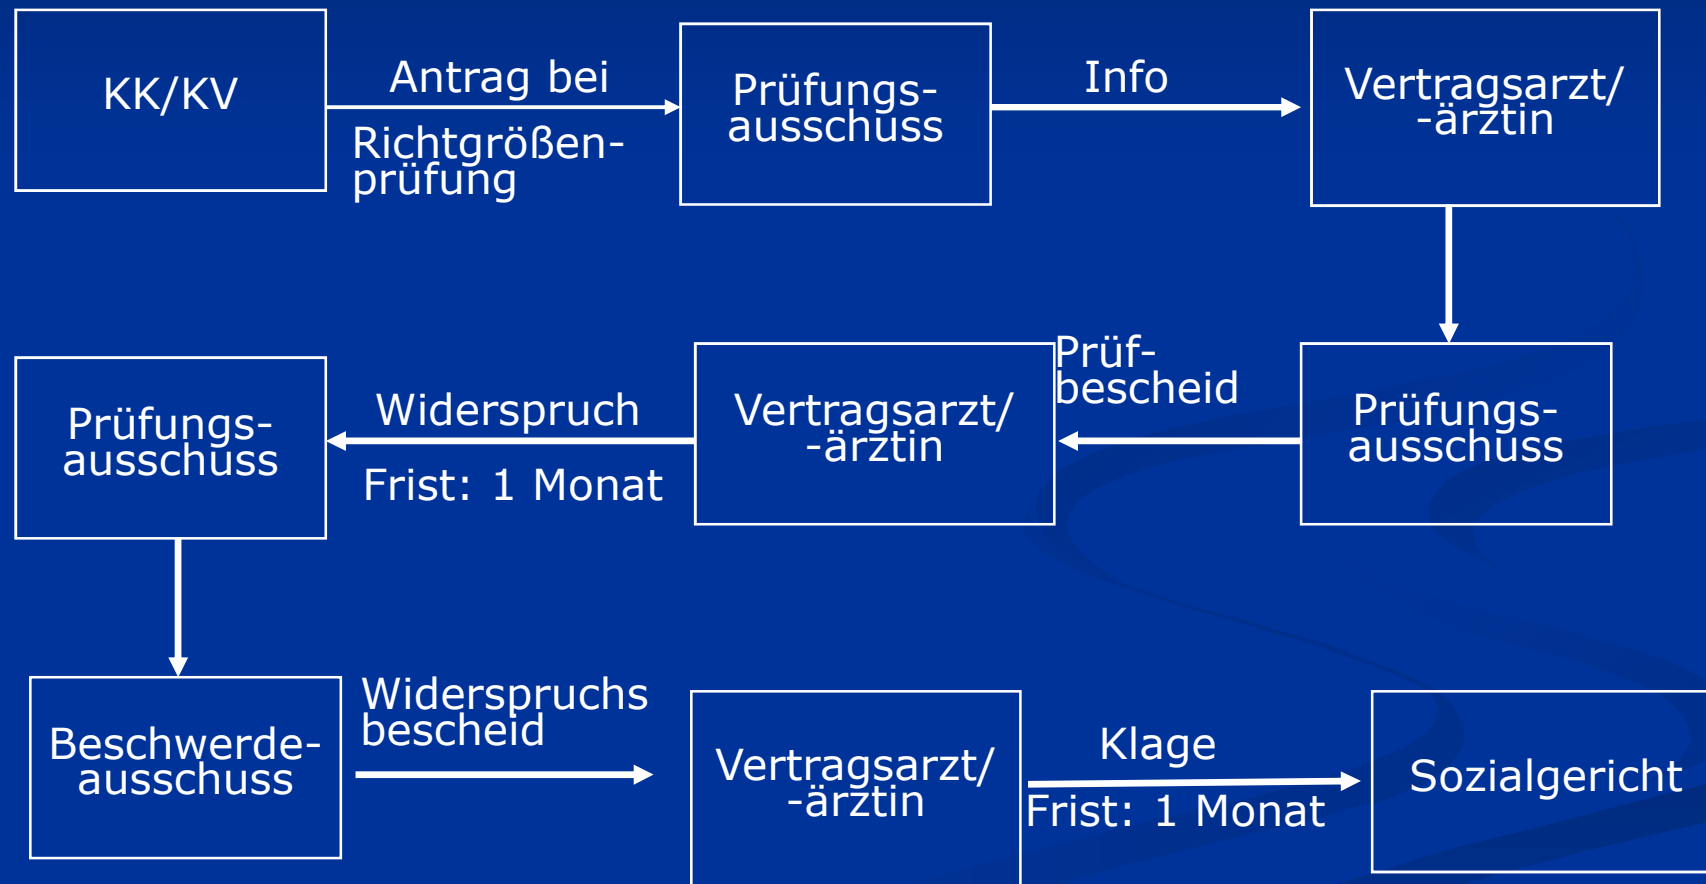 KK/KV
Antrag bei
Richtgrößen-
prüfung
Prüfungs-
ausschuss
Info
Vertragsarzt/
-ärztin
Prüfungs-
ausschuss
Widerspruch
Frist: 1 Monat
Vertragsarzt/
-ärztin
Prüf-
bescheid
Prüfungs-
ausschuss
Beschwerde-
ausschuss
Widerspruchs
bescheid
Vertragsarzt/
-ärztin
Klage
Frist: 1 Monat
Sozialgericht